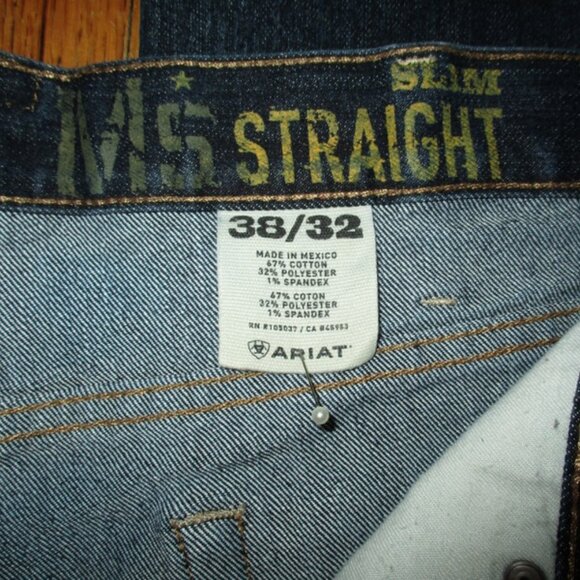 M5 SLIM
STRAIGHT
38/32
MADE IN MEXICO
67% COTTON
32% POLYESTER
1% SPANDEX
67% COTON
32% POLYESTER
1% SPANDEX
RN #105037 / CA #45953
ARIAT